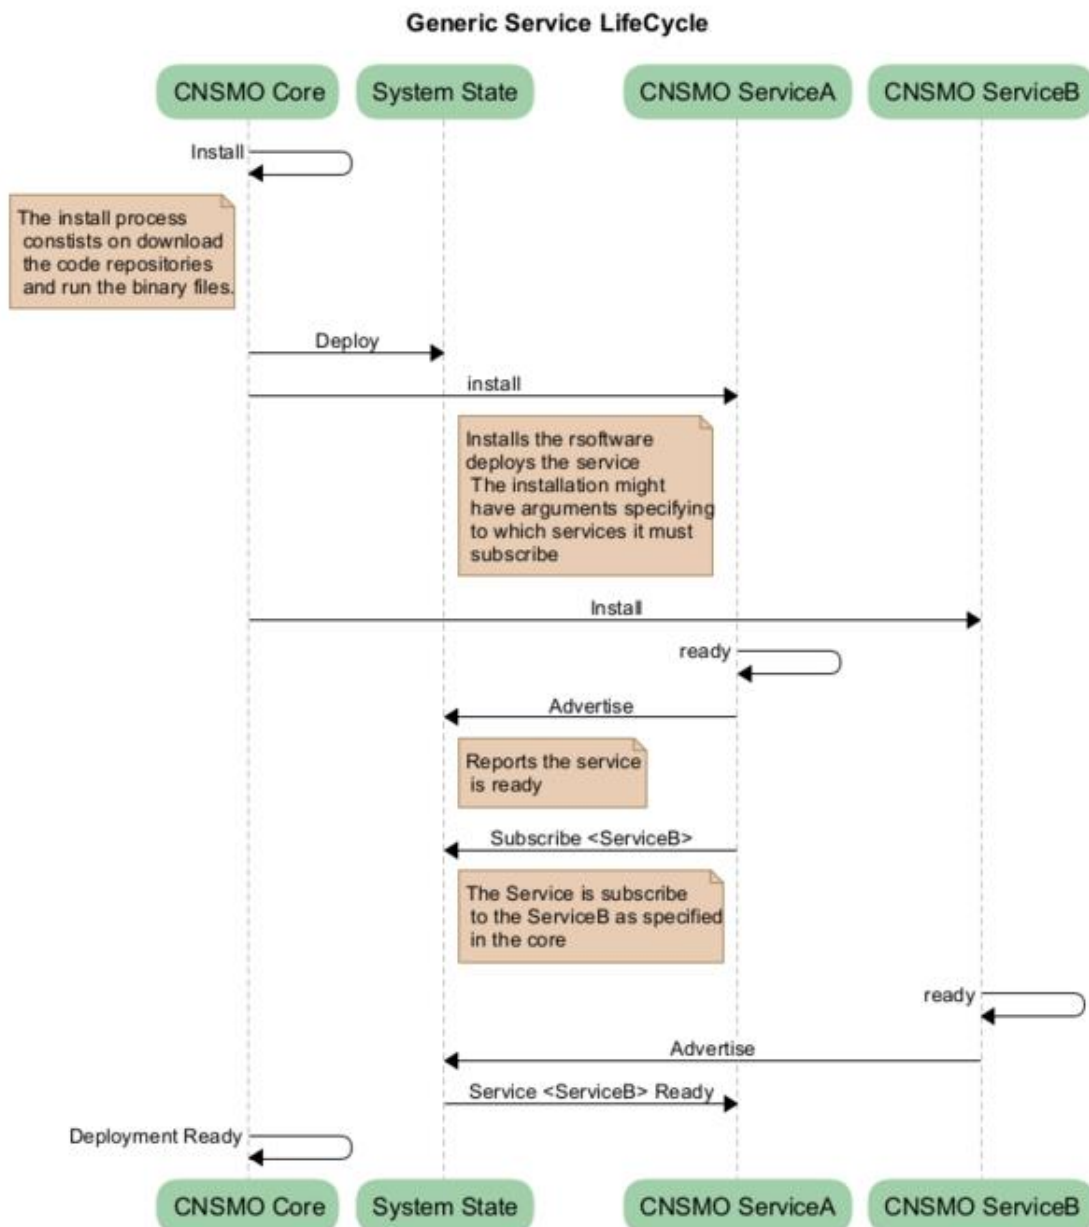 Generic Service LifeCycle
CNSMO Core
System State
CNSMO ServiceA
CNSMO ServiceB
Install
The install process
constists on download
the code repositories
and run the binary files.
Deploy
install
Installs the rsoftware
deploys the service
The installation might
have arguments specifying
to which services it must
subscribe
Install
ready
Advertise
Reports the service
is ready
Subscribe <ServiceB>
The Service is subscribe
to the ServiceB as specified
in the core
ready
Advertise
Service <ServiceB> Ready
Deployment Ready
CNSMO Core
System State
CNSMO ServiceA
CNSMO ServiceB